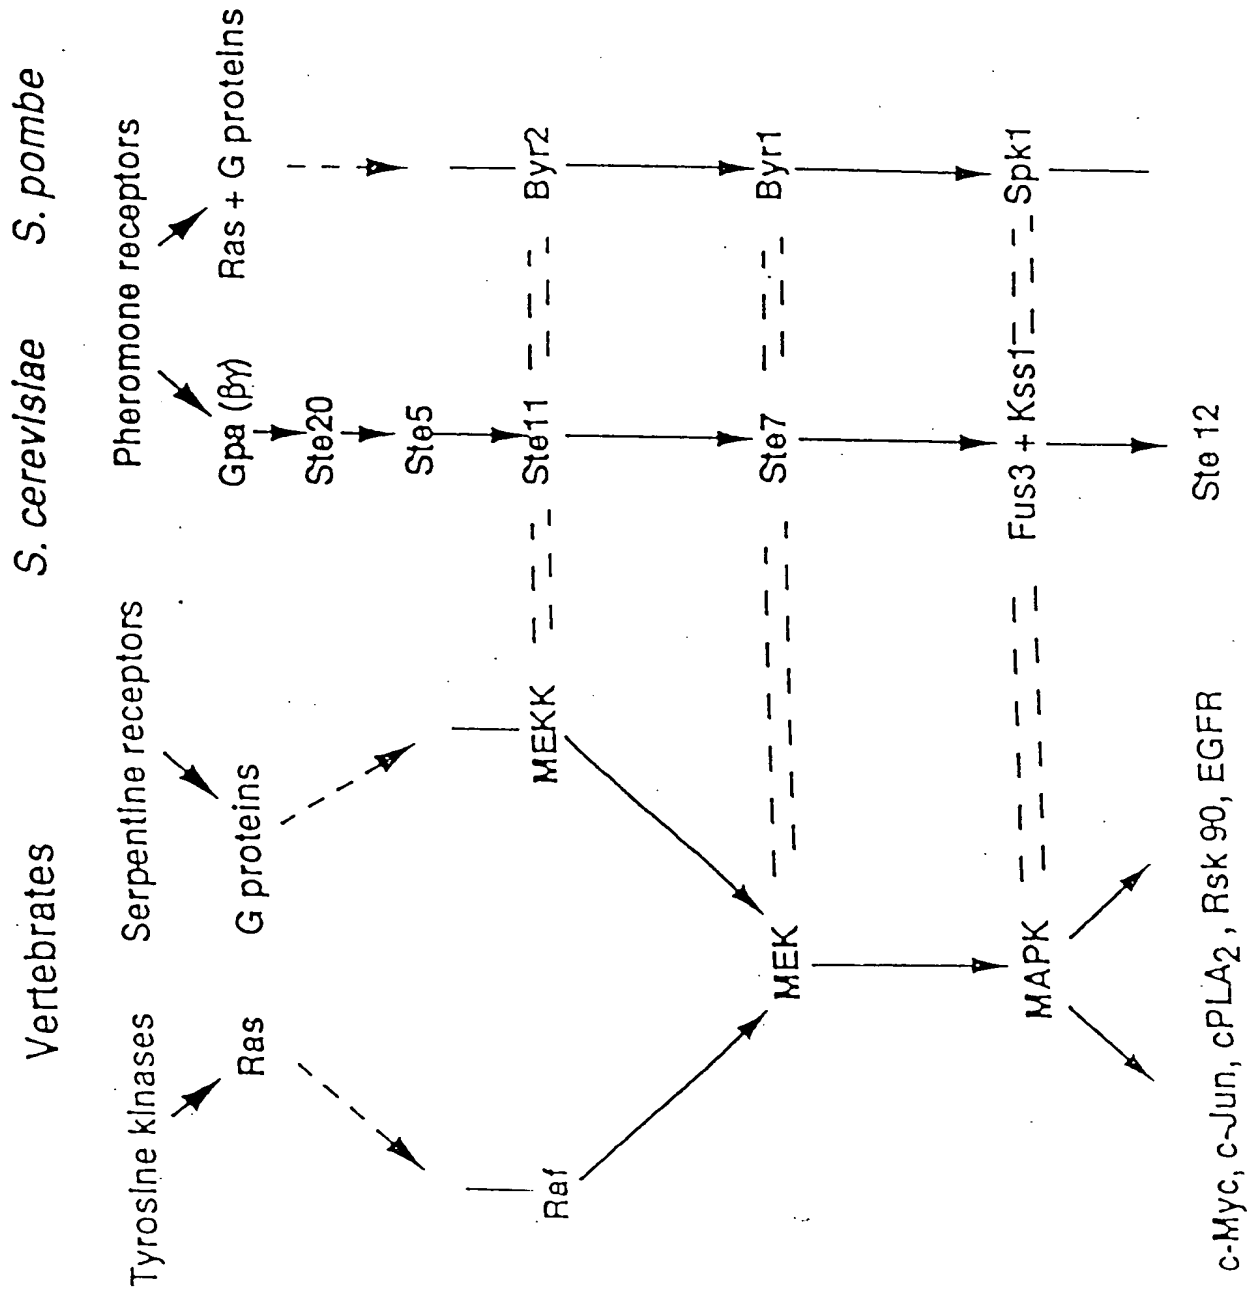 Vertebrates
S. cerevisiae
S. pombe
Tyrosine kinases
Serpentine receptors
Pheromone receptors
Ras
G proteins
Gpa (βγ)
Ras + G proteins
Ste20
Ste5
Raf
MEKK
Ste11
Byr2
MEK
Ste7
Byr1
MAPK
Fus3 + Kss1
Spk1
c-Myc, c-Jun, cPLA2, Rsk 90, EGFR
Ste 12